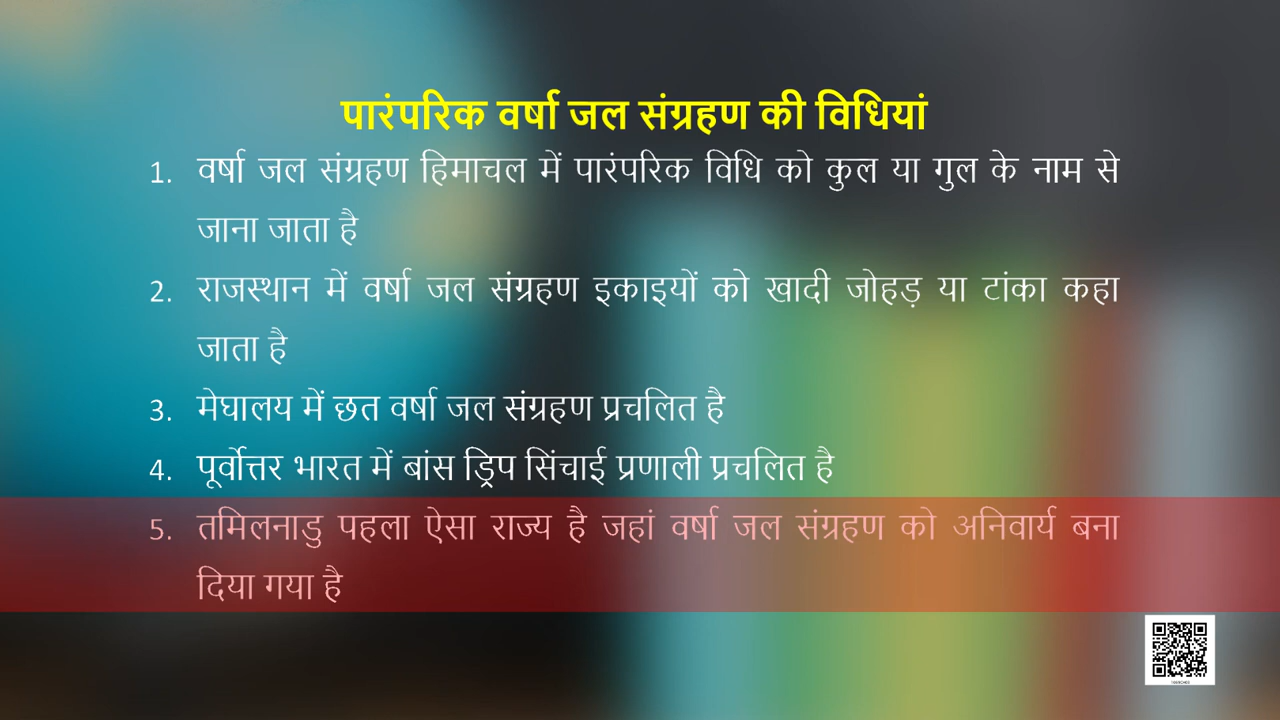 पारंपरिक वर्षा जल संग्रहण की विधियां
1. वर्षा जल संग्रहण हिमाचल में पारंपरिक विधि को कुल या गुल के नाम से
जाना जाता है
2. राजस्थान में वर्षा जल संग्रहण इकाइयों को खादी जोहड़ या टांका कहा
जाता है
3. मेघालय में छत वर्षा जल संग्रहण प्रचलित है
4. पूर्वोत्तर भारत में बांस ड्रिप सिंचाई प्रणाली प्रचलित है
5. तमिलनाडु पहला ऐसा राज्य है जहां वर्षा जल संग्रहण को अनिवार्य बना
दिया गया है